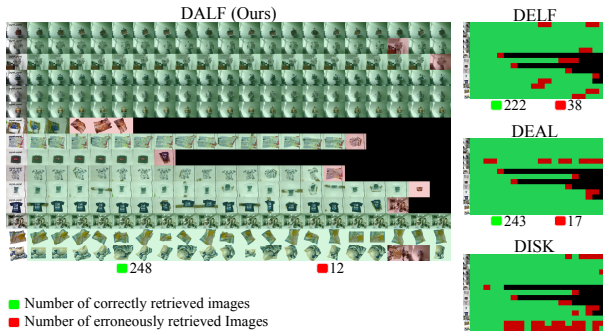 DALF (Ours)
248
12
Number of correctly retrieved images
Number of erroneously retrieved Images
DELF
222
38
DEAL
243
17
DISK